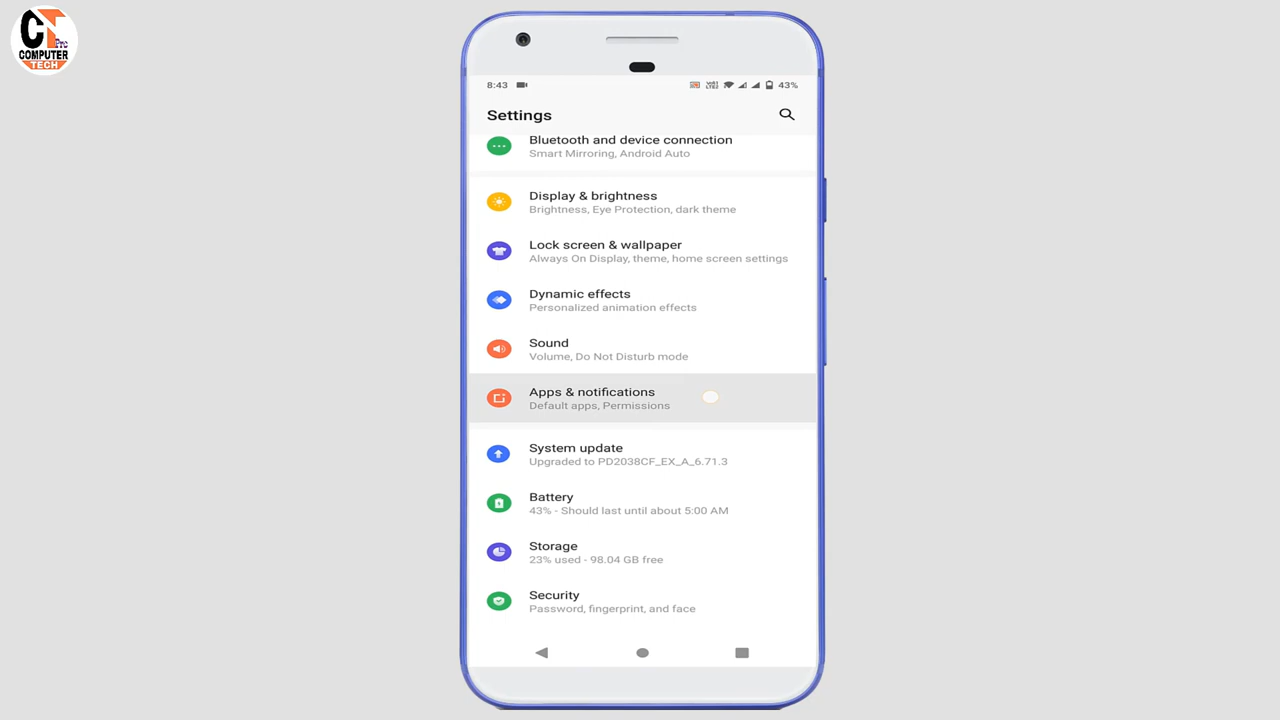 CT
Pro
COMPUTER
TECH
8:43
43%
Settings
Bluetooth and device connection
Smart Mirroring, Android Auto
Display & brightness
Brightness, Eye Protection, dark theme
Lock screen & wallpaper
Always On Display, theme, home screen settings
Dynamic effects
Personalized animation effects
Sound
Volume, Do Not Disturb mode
Apps & notifications
Default apps, Permissions
System update
Upgraded to PD2038CF_EX_A_6.71.3
Battery
43% - Should last until about 5:00 AM
Storage
23% used - 98.04 GB free
Security
Password, fingerprint, and face